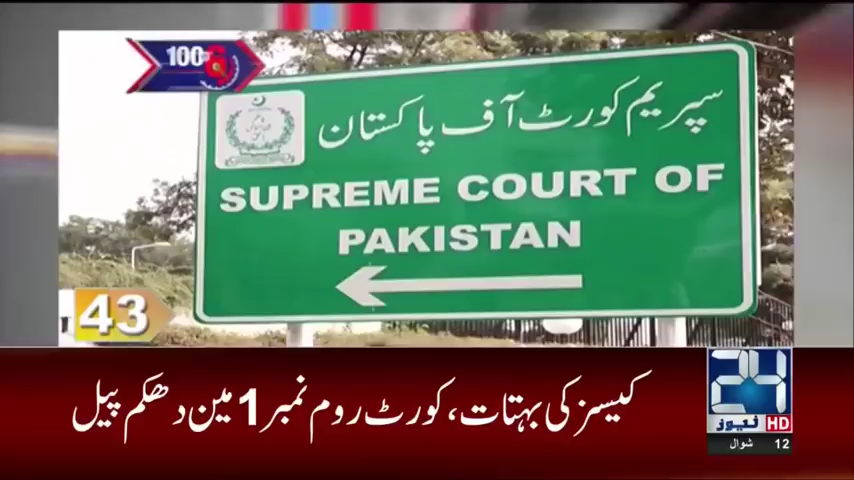 100
سپریم کورٹ آف پاکستان
SUPREME COURT OF
PAKISTAN
43
کیسز کی بہتات، کورٹ روم نمبر 1 مین دھکم پیل
24
نیوز HD
12 شوال